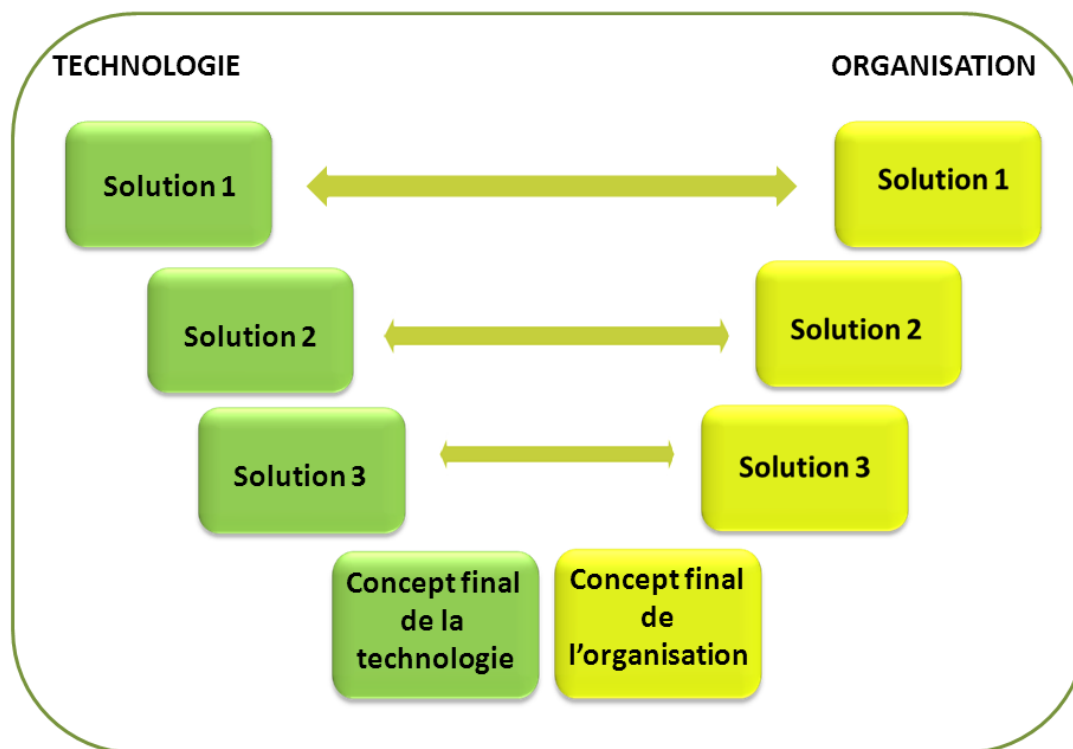 TECHNOLOGIE
ORGANISATION
Solution 1
Solution 1
Solution 2
Solution 2
Solution 3
Solution 3
Concept final
de la
technologie
Concept final
de
l’organisation